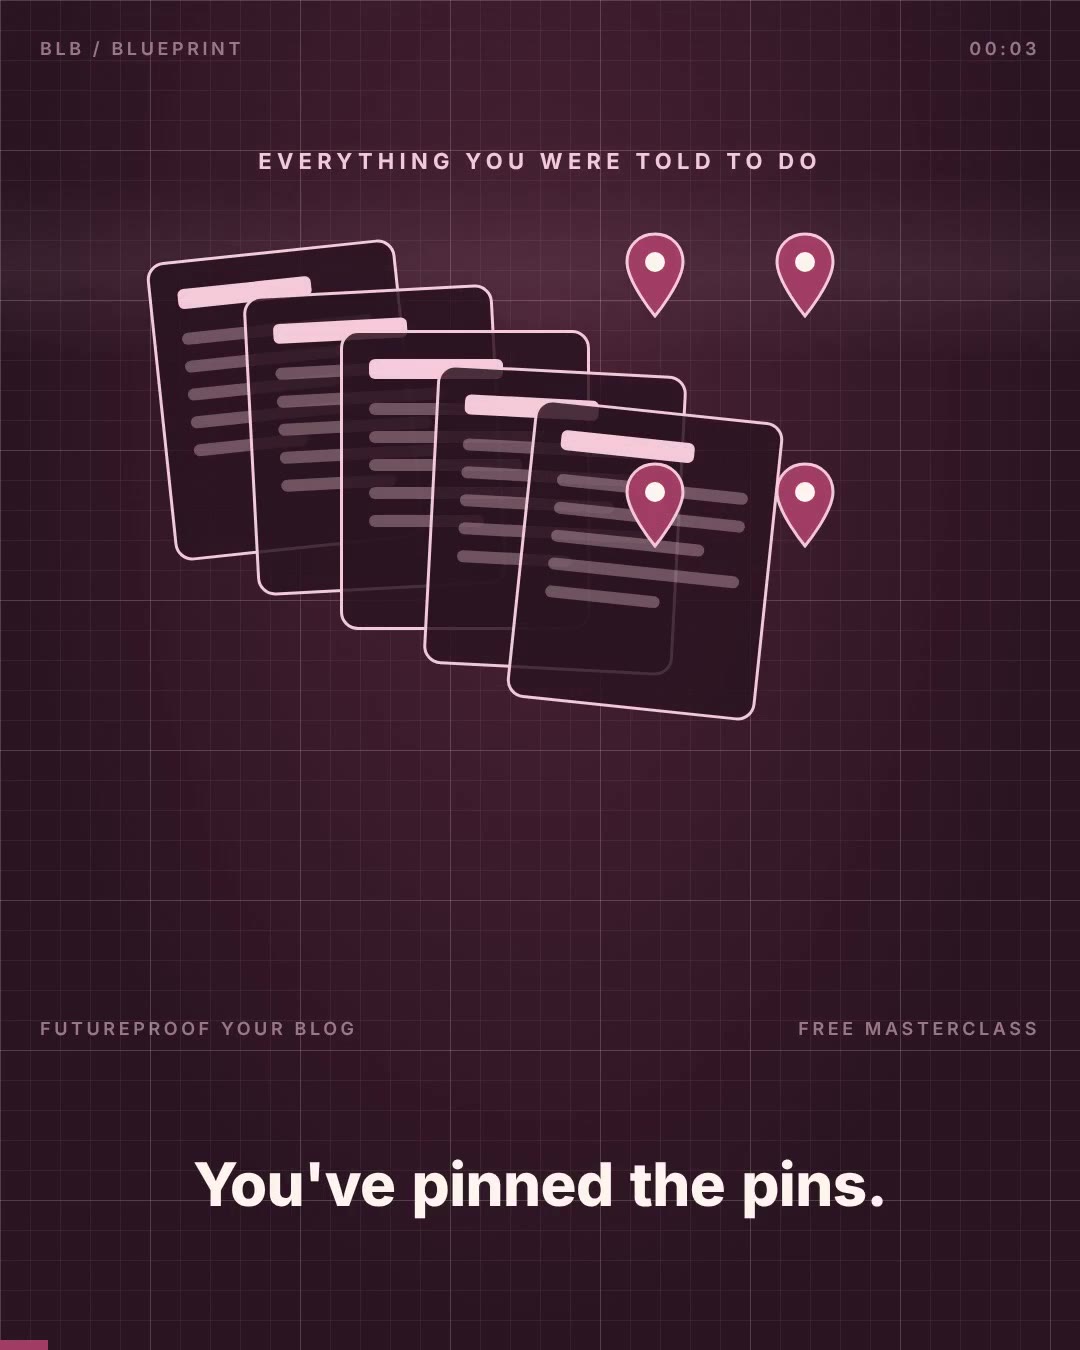 BLB / BLUEPRINT
00:03
EVERYTHING YOU WERE TOLD TO DO
FUTUREPROOF YOUR BLOG
FREE MASTERCLASS
You've pinned the pins.